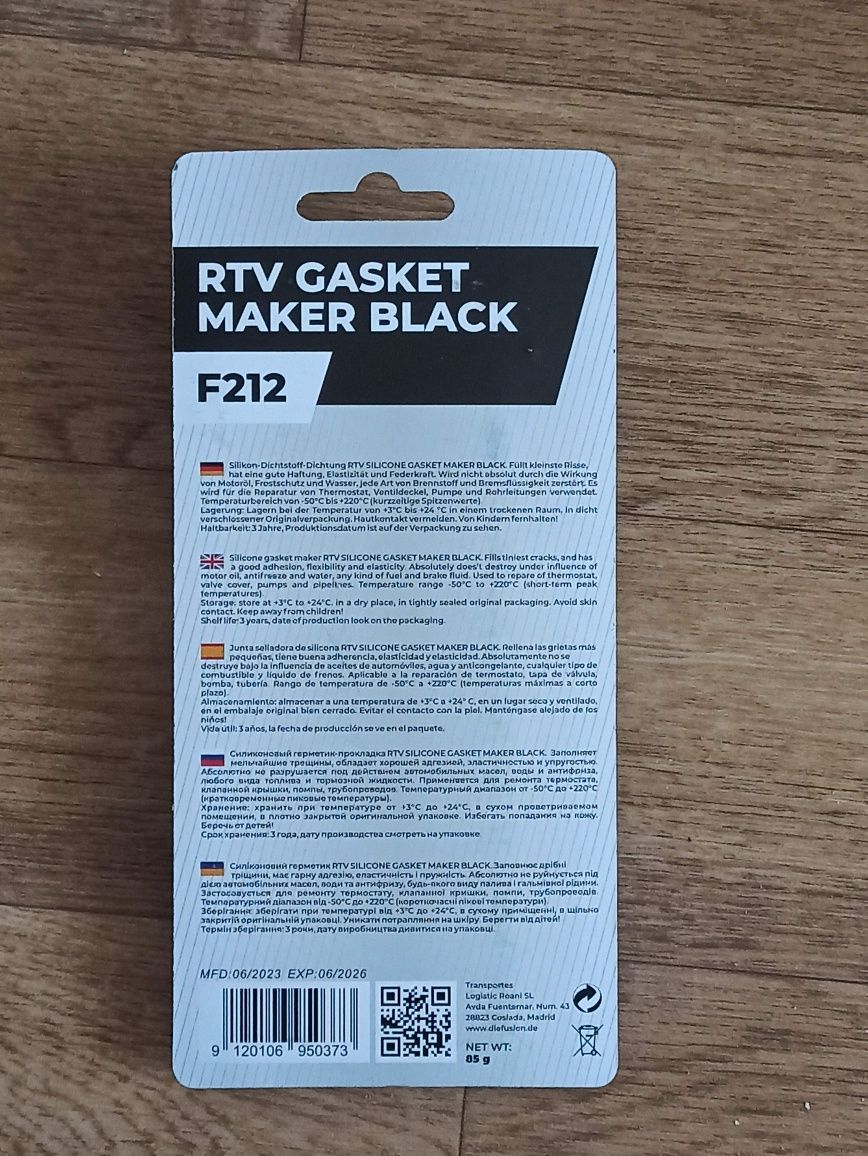 RTV GASKET
MAKER BLACK
F212
Silikon-Dichtstoff-Dichtung RTV SILICONE GASKET MAKER BLACK. Füllt kleinste Risse,
hat eine gute Haftung, Elastizität und Federkraft. Wird nicht absolut durch die Wirkung
von Motoröl, Frostschutz und Wasser, jede Art von Brennstoff und Bremsflüssigkeit zerstört. Es
wird für die Reparatur von Thermostat, Ventildeckel, Pumpe und Rohrleitungen verwendet.
Temperaturbereich von -50°C bis +220°C (kurzzeitige Spitzenwerte).
Lagerung: Lagern bei der Temperatur von +3°C bis +24 °C in einem trockenen Raum, in dicht
verschlossener Originalverpackung. Hautkontakt vermeiden. Von Kindern fernhalten!
Haltbarkeit: 3 Jahre, Produktionsdatum ist auf der Verpackung zu sehen.
Silicone gasket maker RTV SILICONE GASKET MAKER BLACK. Fills tiniest cracks, and has
a good adhesion, flexibility and elasticity. Absolutely does't destroy under influence of
motor oil, antifreeze and water, any kind of fuel and brake fluid. Used to repare of thermostat,
valve cover, pumps and pipelines. Temperature range -50°C to +220°C (short-term peak
temperatures).
Storage: store at +3°C to +24°C. in a dry place, in tightly sealed original packaging. Avoid skin
contact. Keep away from children!
Shelf life: 3 years, date of production look on the packaging.
Junta selladora de silicona RTV SILICONE GASKET MAKER BLACK. Rellena las grietas más
pequeñas, tiene buena adherencia, elasticidad y elasticidad. Absolutamente no se
destruye bajo la influencia de aceites de automóviles, agua y anticongelante, cualquier tipo de
combustible y líquido de frenos. Aplicable a la reparación de termostato, tapa de válvula,
bomba, tubería. Rango de temperatura de -50°C a +220°C (temperaturas máximas a corto
plazo).
Almacenamiento: almacenar a una temperatura de +3°C a +24° C, en un lugar seco y ventilado,
en el embalaje original bien cerrado. Evitar el contacto con la piel. Manténgase alejado de los
niños!
Vida útil: 3 años, la fecha de producción se ve en el paquete.
Силиконовый герметик-прокладка RTV SILICONE GASKET MAKER BLACK. Заполняет
мельчайшие трещины, обладает хорошей адгезией, эластичностью и упругостью.
Абсолютно не разрушается под действием автомобильных масел, воды и антифриза,
любого вида топлива и тормозной жидкости. Применяется для ремонта термостата,
клапанной крышки, помпы, трубопроводов. Температурный диапазон от -50°C до +220°C
(кратковременные пиковые температуры).
Хранение: хранить при температуре от +3°C до +24°C, в сухом проветриваемом
помещении, в плотно закрытой оригинальной упаковке. Избегать попадания на кожу.
Беречь от детей!
Срок хранения: 3 года, дату производства смотреть на упаковке.
Силіконовий герметик RTV SILICONE GASKET MAKER BLACK. Заповнює дрібні
тріщини, має гарну адгезію, еластичність і пружність. Абсолютно не руйнується під
дією автомобільних масел, води та антифризу, будь-якого виду палива і гальмівної рідини.
Застосовується для ремонту термостату, клапанної кришки, помпи, трубопроводів.
Температурний діапазон від -50°C до +220°C (короткочасні пікові температури).
Зберігання: зберігати при температурі від +3°C до +24°C, в сухому приміщенні, в щільно
закритій оригінальній упаковці. Уникати потрапляння на шкіру. Берегти від дітей!
Термін зберігання: 3 роки, дату виробництва дивитися на упаковці.
MFD:06/2023 EXP:06/2026
9 120106 950373
Transportes
Logistic Roani SL
Avda Fuentemar, Num. 43
28823 Coslada, Madrid
www.diefusion.de
NET WT:
85 g